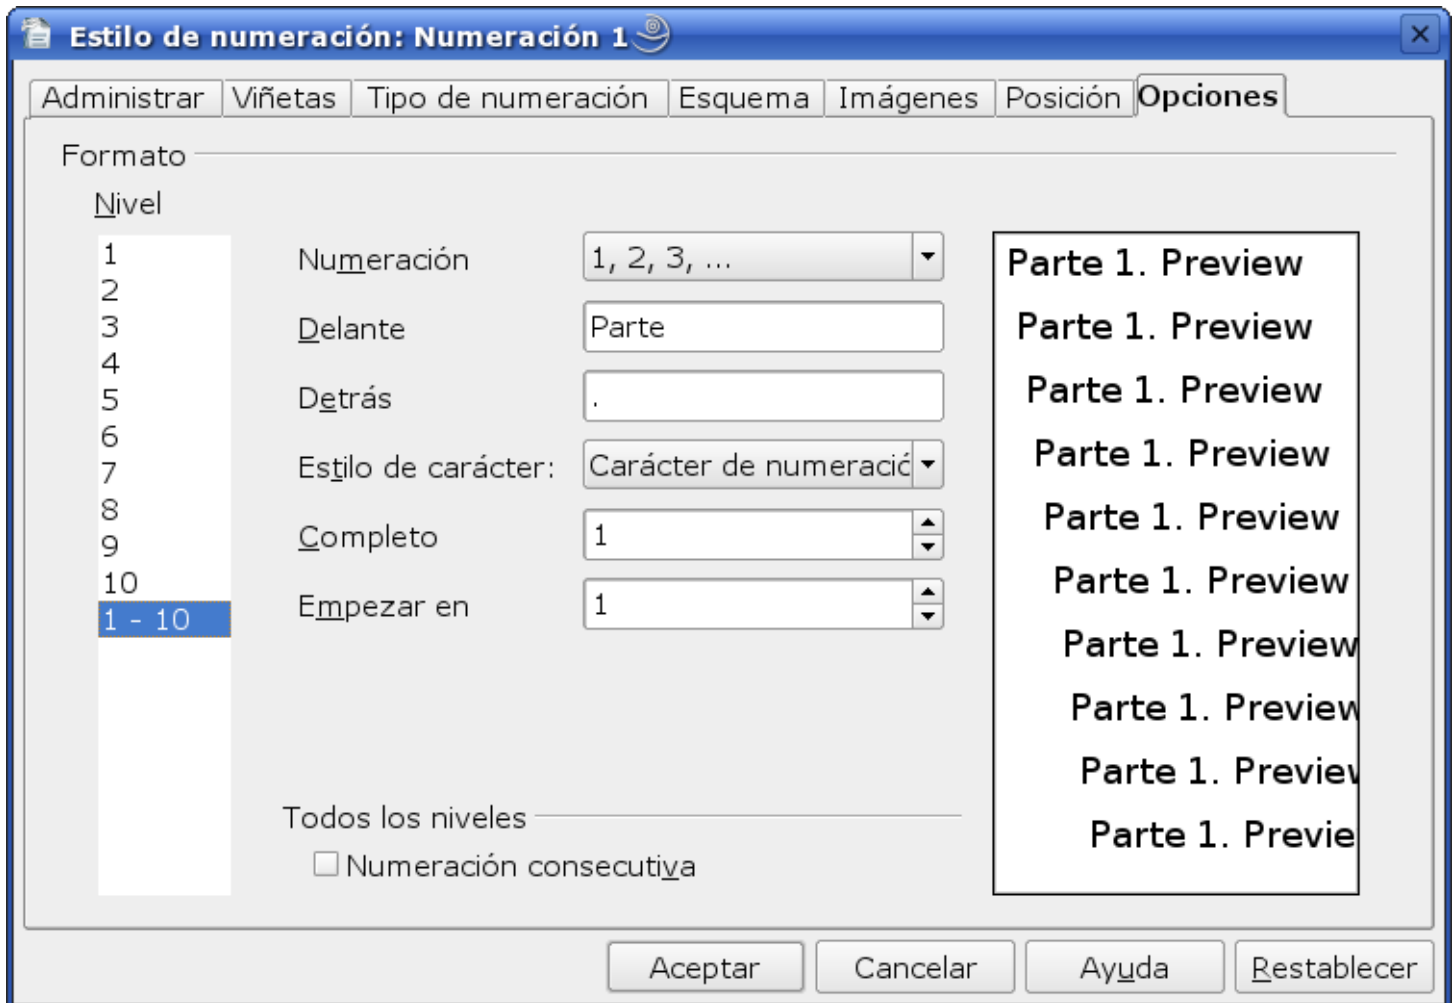 Estilo de numeración: Numeración 1
Administrar Viñetas Tipo de numeración Esquema Imágenes Posición Opciones
Formato
Nivel
1
2
3
4
5
6
7
8
9
10
1 - 10
Numeración 1, 2, 3, ...
Delante Parte
Detrás .
Estilo de carácter: Carácter de numeració
Completo 1
Empezar en 1
Todos los niveles
Numeración consecutiva
Parte 1. Preview
Parte 1. Preview
Parte 1. Preview
Parte 1. Preview
Parte 1. Preview
Parte 1. Preview
Parte 1. Preview
Parte 1. Preview
Parte 1. Preview
Parte 1. Previe
Aceptar Cancelar Ayuda Restablecer